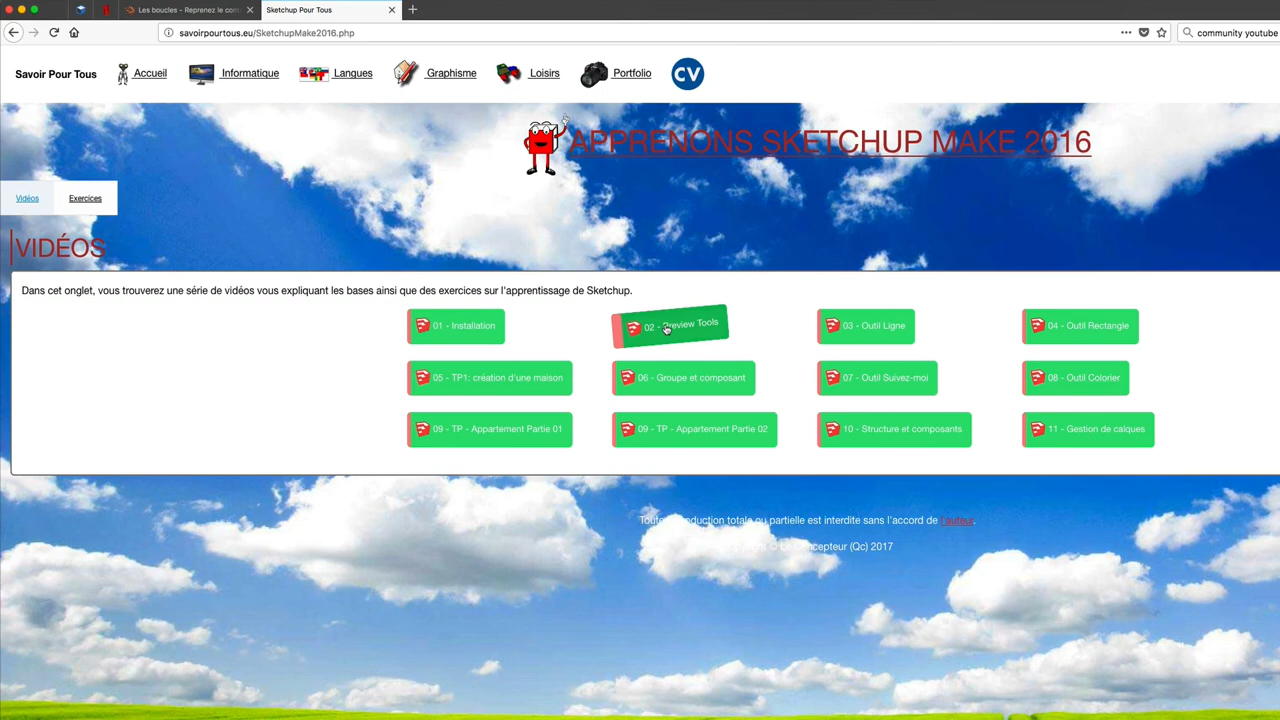 Les boucles - Reprenez le cont
Sketchup Pour Tous
savoirpourtous.eu/SketchupMake2016.php
community youtube
Savoir Pour Tous
Accueil
Informatique
Langues
Graphisme
Loisirs
Portfolio
CV
APPRENONS SKETCHUP MAKE 2016
Vidéos
Exercices
VIDÉOS
Dans cet onglet, vous trouverez une série de vidéos vous expliquant les bases ainsi que des exercices sur l'apprentissage de Sketchup.
01 - Installation
02 - Preview Tools
03 - Outil Ligne
04 - Outil Rectangle
05 - TP1: création d'une maison
06 - Groupe et composant
07 - Outil Suivez-moi
08 - Outil Colorier
09 - TP - Appartement Partie 01
09 - TP - Appartement Partie 02
10 - Structure et composants
11 - Gestion de calques
totale ou partielle est interdite sans l'accord de l'auteur.
© Le Concepteur (Qc) 2017